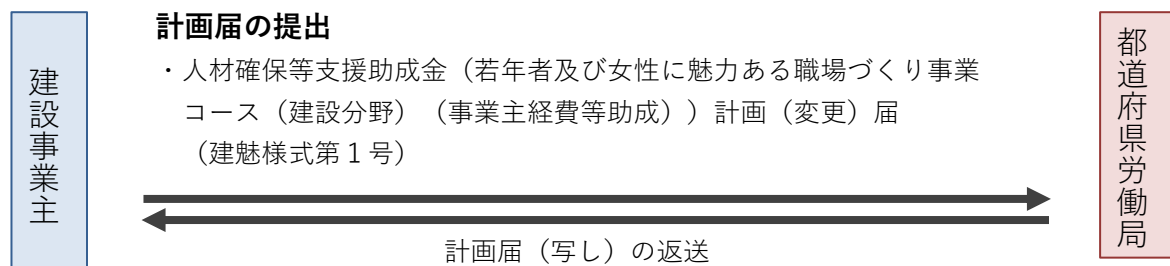 建設事業主
計画届の提出
・人材確保等支援助成金（若年者及び女性に魅力ある職場づくり事業
コース（建設分野）（事業主経費等助成））計画（変更）届
（建魅様式第１号）
計画届（写し）の返送
都道府県労働局